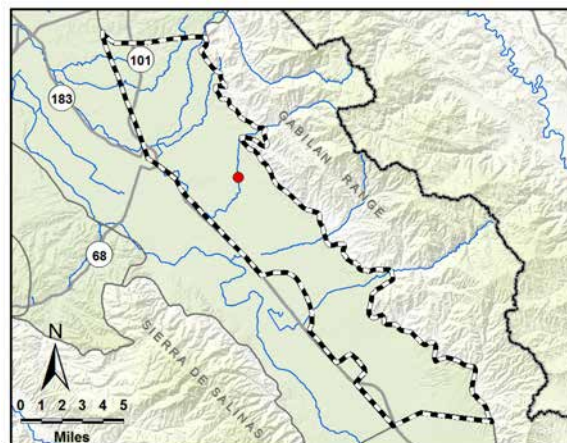 101
183
GABILAN RANGE
68
SIERRA DE SALINAS
N
0 1 2 3 4 5
Miles